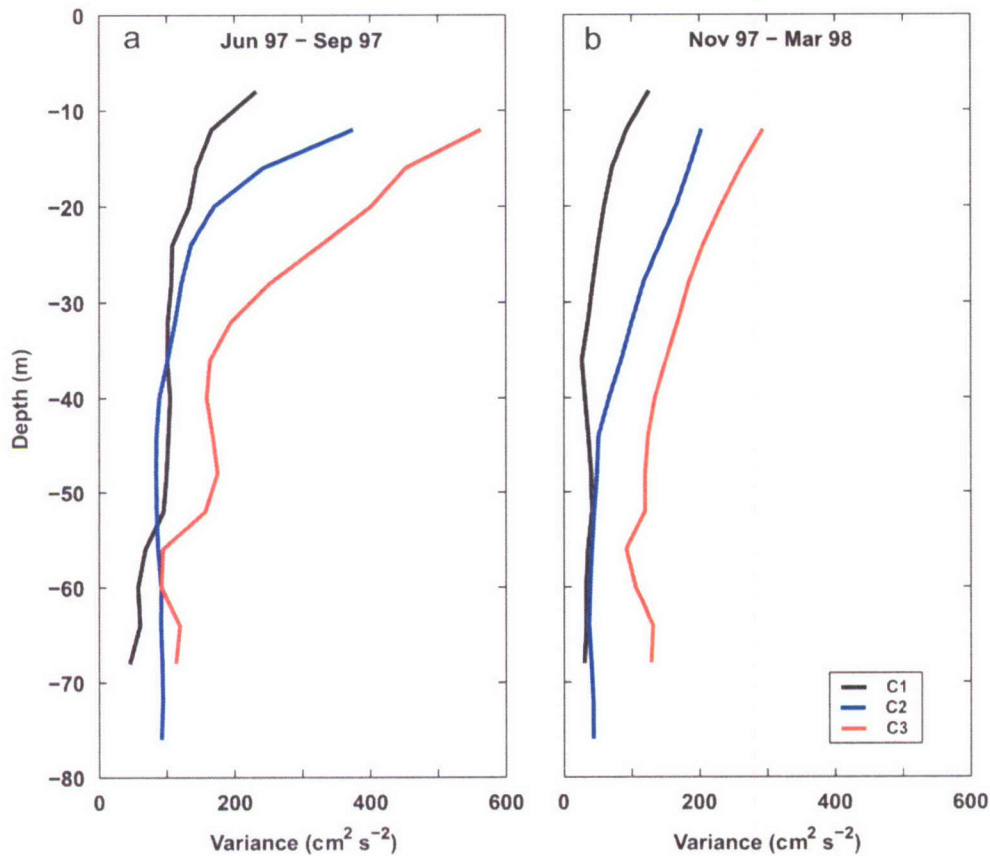 a
Jun 97 – Sep 97
b
Nov 97 – Mar 98
0
−10
−20
−30
−40
−50
−60
−70
−80
Depth (m)
0
200
400
600
0
200
400
600
Variance (cm² s⁻²)
Variance (cm² s⁻²)
C1
C2
C3